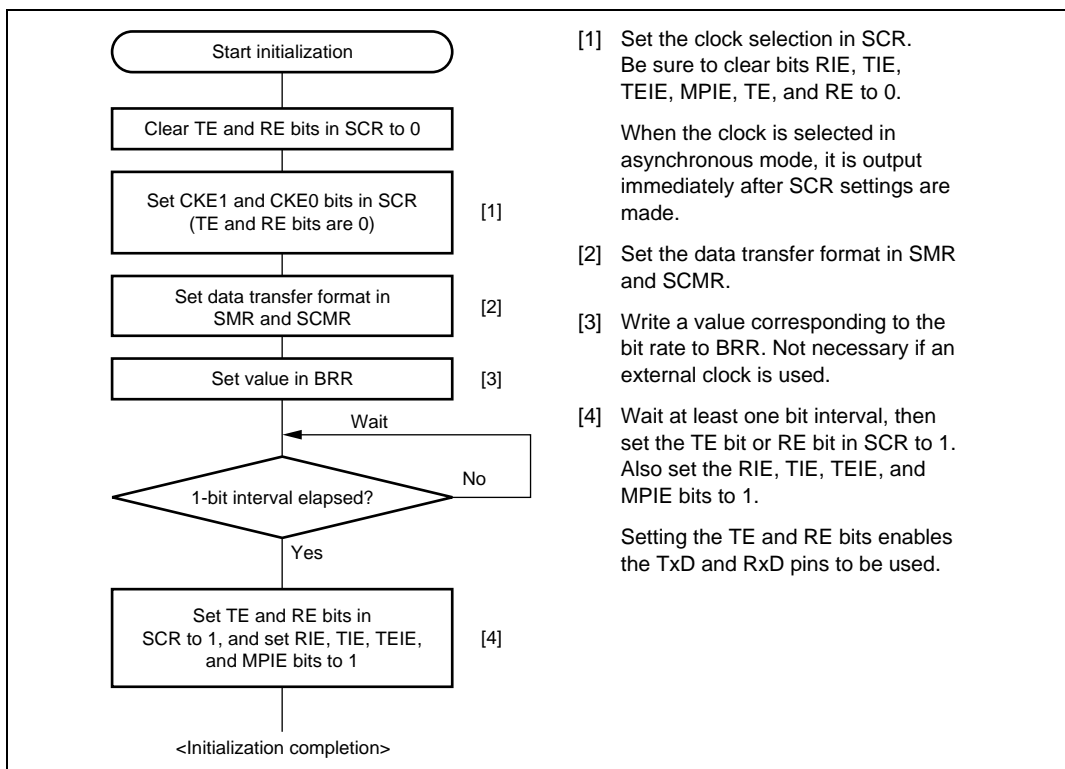 Start initialization
Clear TE and RE bits in SCR to 0
Set CKE1 and CKE0 bits in SCR
(TE and RE bits are 0)
[1]
Set data transfer format in
SMR and SCMR
[2]
Set value in BRR
[3]
Wait
1-bit interval elapsed?
No
Yes
Set TE and RE bits in
SCR to 1, and set RIE, TIE, TEIE,
and MPIE bits to 1
[4]
<Initialization completion>
[1] Set the clock selection in SCR.
Be sure to clear bits RIE, TIE,
TEIE, MPIE, TE, and RE to 0.
When the clock is selected in
asynchronous mode, it is output
immediately after SCR settings are
made.
[2] Set the data transfer format in SMR
and SCMR.
[3] Write a value corresponding to the
bit rate to BRR. Not necessary if an
external clock is used.
[4] Wait at least one bit interval, then
set the TE bit or RE bit in SCR to 1.
Also set the RIE, TIE, TEIE, and
MPIE bits to 1.
Setting the TE and RE bits enables
the TxD and RxD pins to be used.